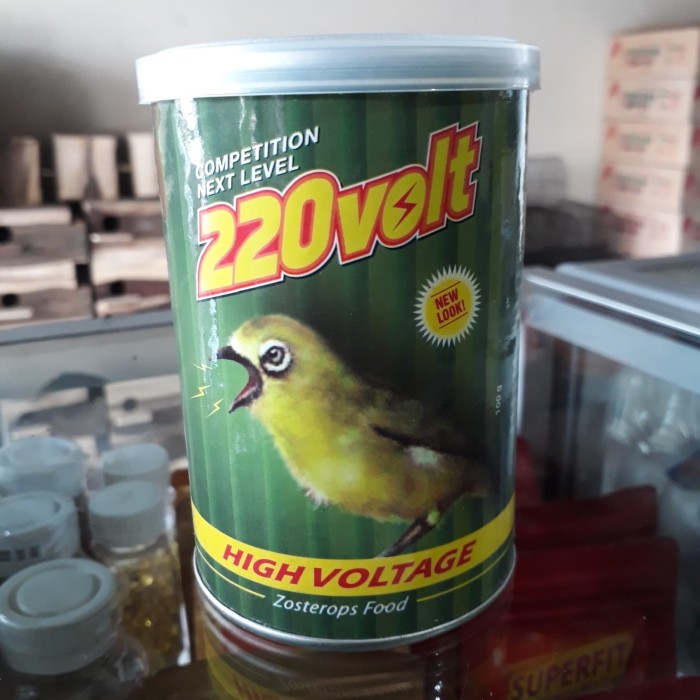 COMPETITION
NEXT LEVEL
220volt
NEW
LOOK!
100 g
HIGH VOLTAGE
Zosterops Food
SUPERFIT